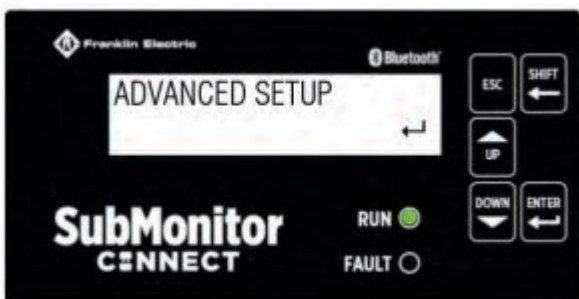 Franklin Electric
Bluetooth
ADVANCED SETUP
ESC
SHIFT
UP
DOWN
ENTER
SubMonitor
CONNECT
RUN
FAULT